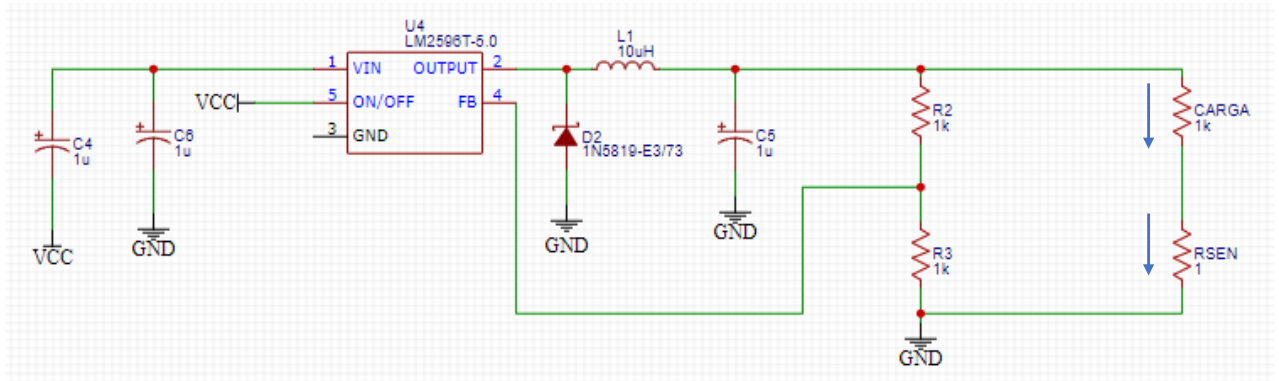 U4
LM2596T-5.0
1 VIN OUTPUT 2
VCC 5 ON/OFF FB 4
3 GND
C4
1u
VCC
C6
1u
GND
D2
1N5819-E3/73
GND
L1
10uH
C5
1u
GND
R2
1k
R3
1k
GND
CARGA
1k
RSEN
1